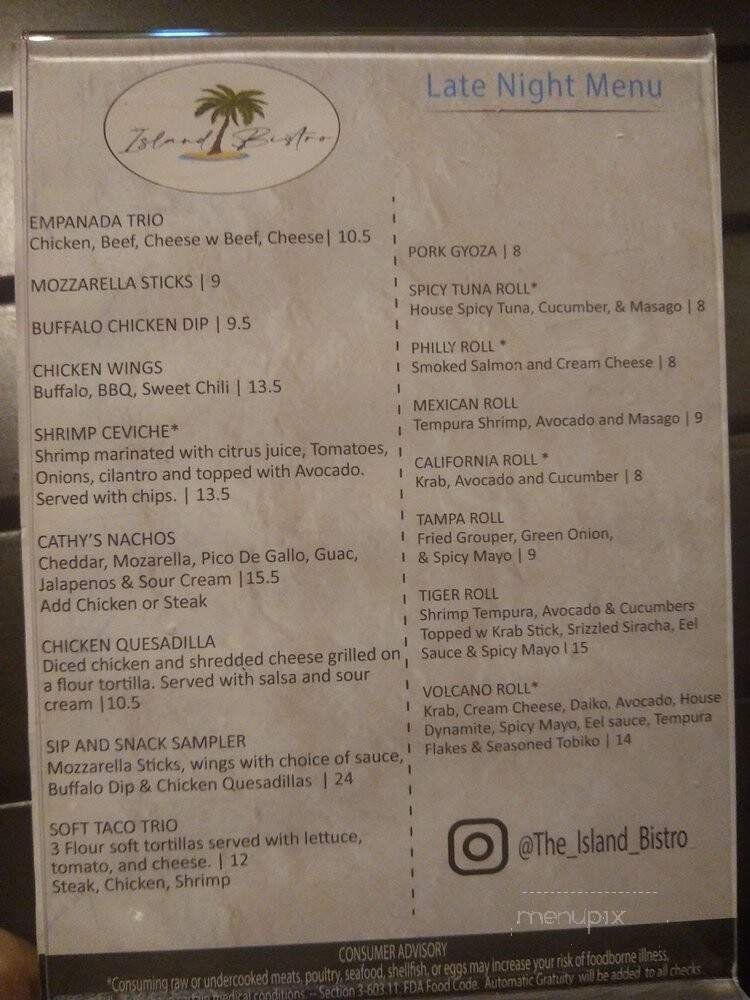 Island Bistro
Late Night Menu
EMPANADA TRIO
Chicken, Beef, Cheese w Beef, Cheese| 10.5
MOZZARELLA STICKS | 9
BUFFALO CHICKEN DIP | 9.5
CHICKEN WINGS
Buffalo, BBQ, Sweet Chili | 13.5
SHRIMP CEVICHE*
Shrimp marinated with citrus juice, Tomatoes,
Onions, cilantro and topped with Avocado.
Served with chips. | 13.5
CATHY'S NACHOS
Cheddar, Mozarella, Pico De Gallo, Guac,
Jalapenos & Sour Cream |15.5
Add Chicken or Steak
CHICKEN QUESADILLA
Diced chicken and shredded cheese grilled on
a flour tortilla. Served with salsa and sour
cream |10.5
SIP AND SNACK SAMPLER
Mozzarella Sticks, wings with choice of sauce,
Buffalo Dip & Chicken Quesadillas | 24
SOFT TACO TRIO
3 Flour soft tortillas served with lettuce,
tomato, and cheese. | 12
Steak, Chicken, Shrimp
PORK GYOZA | 8
SPICY TUNA ROLL*
House Spicy Tuna, Cucumber, & Masago | 8
PHILLY ROLL *
Smoked Salmon and Cream Cheese | 8
MEXICAN ROLL
Tempura Shrimp, Avocado and Masago | 9
CALIFORNIA ROLL *
Krab, Avocado and Cucumber | 8
TAMPA ROLL
Fried Grouper, Green Onion,
& Spicy Mayo | 9
TIGER ROLL
Shrimp Tempura, Avocado & Cucumbers
Topped w Krab Stick, Srizzled Siracha, Eel
Sauce & Spicy Mayo l 15
VOLCANO ROLL*
Krab, Cream Cheese, Daiko, Avocado, House
Dynamite, Spicy Mayo, Eel sauce, Tempura
Flakes & Seasoned Tobiko | 14
@The_Island_Bistro
menupix
CONSUMER ADVISORY
*Consuming raw or undercooked meats, poultry, seafood, shellfish, or eggs may increase your risk of foodborne illness,
certain medical conditions. -- Section 3-603.11, FDA Food Code. Automatic Gratuity will be added to all checks